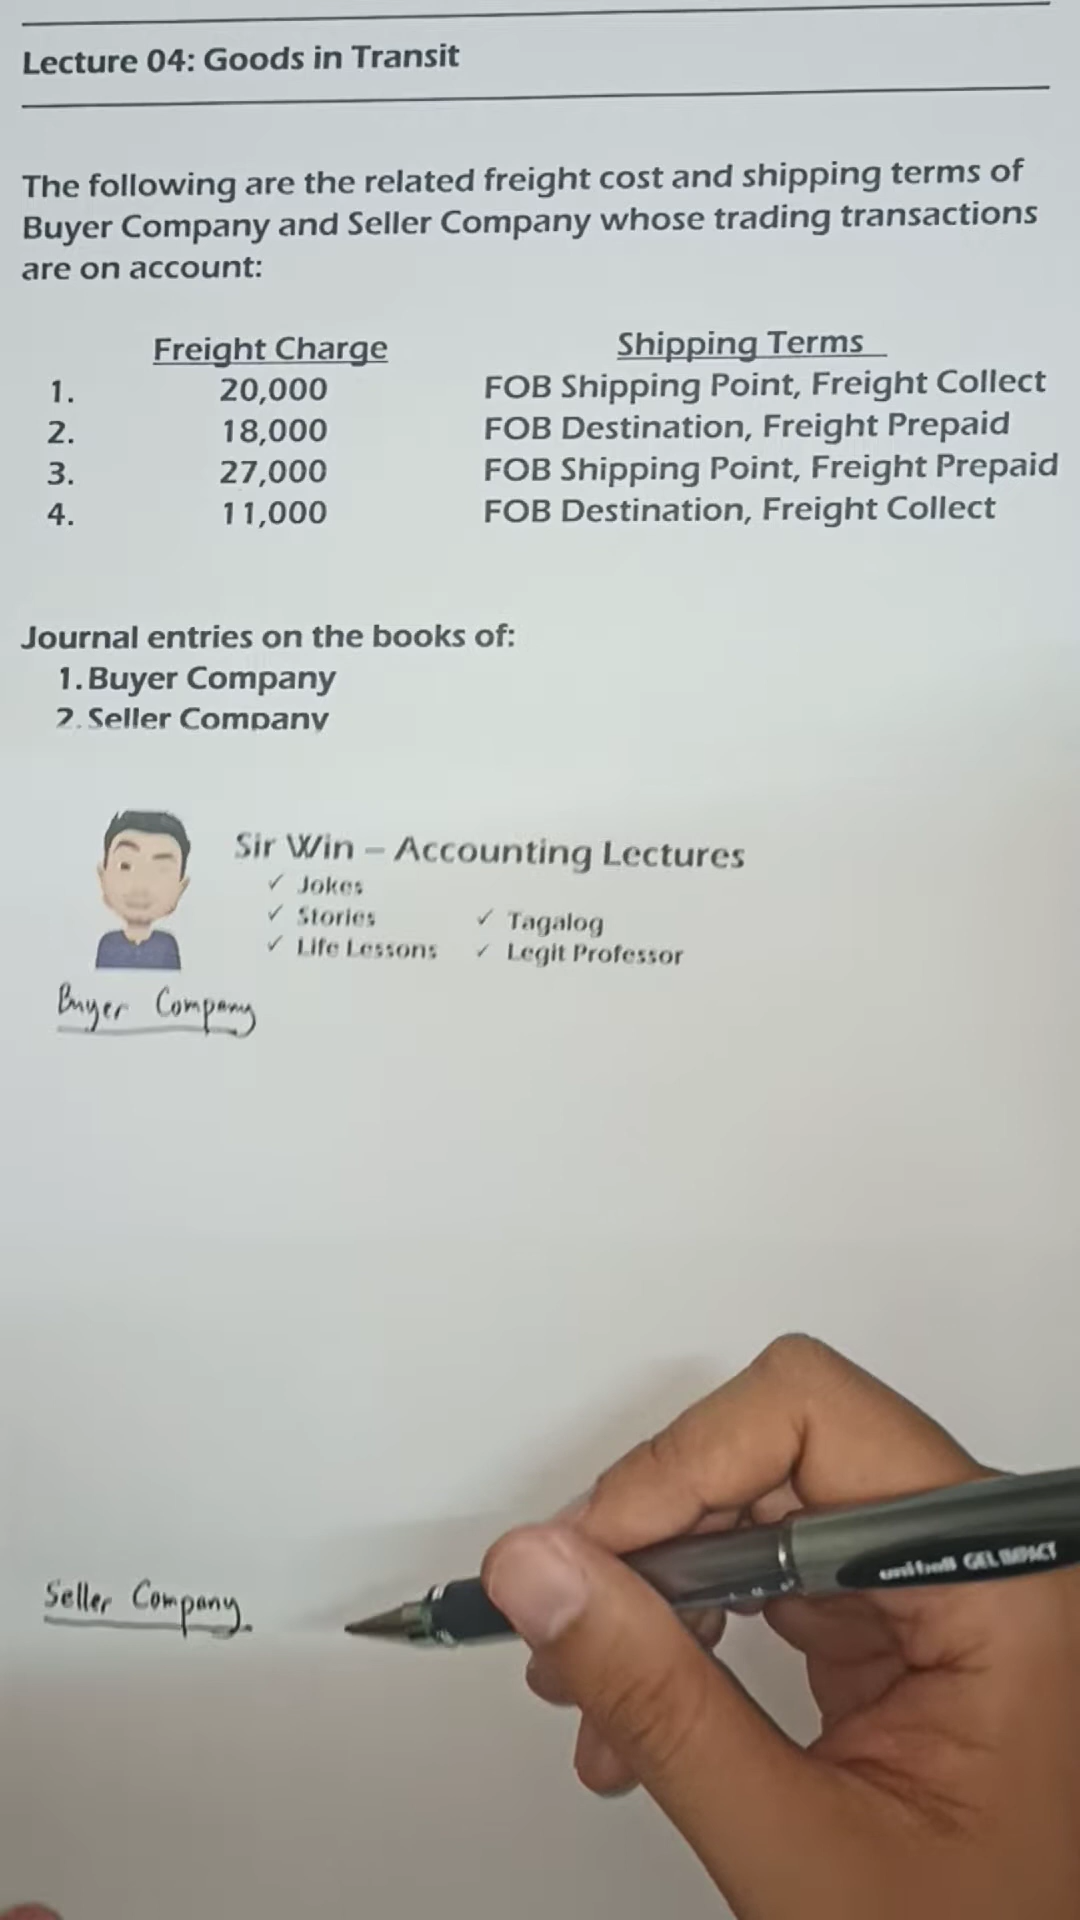 Lecture 04: Goods in Transit
The following are the related freight cost and shipping terms of
Buyer Company and Seller Company whose trading transactions
are on account:
Freight Charge Shipping Terms
1. 20,000 FOB Shipping Point, Freight Collect
2. 18,000 FOB Destination, Freight Prepaid
3. 27,000 FOB Shipping Point, Freight Prepaid
4. 11,000 FOB Destination, Freight Collect
Journal entries on the books of:
1. Buyer Company
2. Seller Company
Sir Win – Accounting Lectures
✓ Jokes
✓ Stories ✓ Tagalog
✓ Life Lessons ✓ Legit Professor
Buyer Company
Seller Company
uni-ball GEL IMPACT